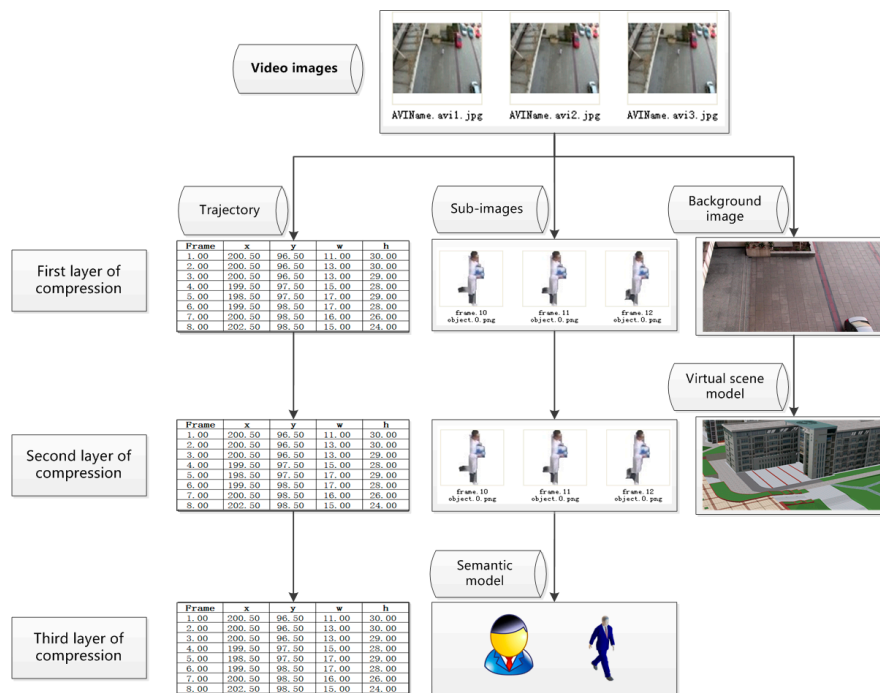 Video images
AVIName.avi1.jpg AVIName.avi2.jpg AVIName.avi3.jpg
Trajectory
Sub-images
Background
image
First layer of
compression
Frame x y w h
1.00 200.50 96.50 11.00 30.00
2.00 200.50 96.50 13.00 30.00
3.00 200.50 96.50 13.00 29.00
4.00 199.50 97.50 15.00 28.00
5.00 198.50 97.50 17.00 29.00
6.00 199.50 98.50 17.00 28.00
7.00 200.50 98.50 16.00 26.00
8.00 202.50 98.50 15.00 24.00
frame.10 frame.11 frame.12
object.0.png object.0.png object.0.png
Virtual scene
model
Second layer of
compression
Frame x y w h
1.00 200.50 96.50 11.00 30.00
2.00 200.50 96.50 13.00 30.00
3.00 200.50 96.50 13.00 29.00
4.00 199.50 97.50 15.00 28.00
5.00 198.50 97.50 17.00 29.00
6.00 199.50 98.50 17.00 28.00
7.00 200.50 98.50 16.00 26.00
8.00 202.50 98.50 15.00 24.00
frame.10 frame.11 frame.12
object.0.png object.0.png object.0.png
Semantic
model
Third layer of
compression
Frame x y w h
1.00 200.50 96.50 11.00 30.00
2.00 200.50 96.50 13.00 30.00
3.00 200.50 96.50 13.00 29.00
4.00 199.50 97.50 15.00 28.00
5.00 198.50 97.50 17.00 29.00
6.00 199.50 98.50 17.00 28.00
7.00 200.50 98.50 16.00 26.00
8.00 202.50 98.50 15.00 24.00